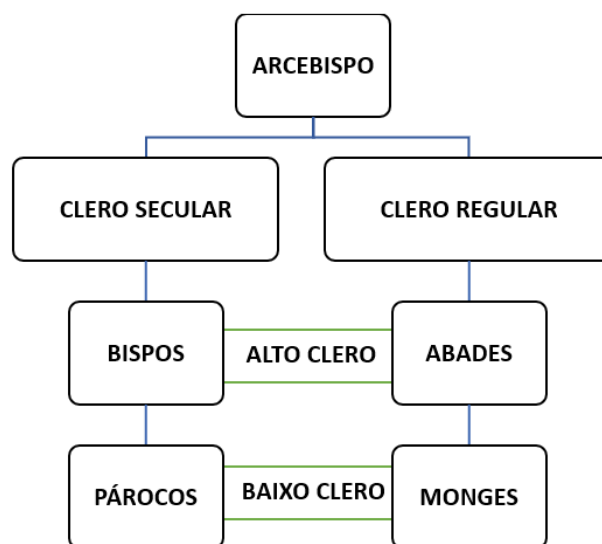 ARCEBISPO
CLERO SECULAR
CLERO REGULAR
BISPOS
ALTO CLERO
ABADES
PÁROCOS
BAIXO CLERO
MONGES